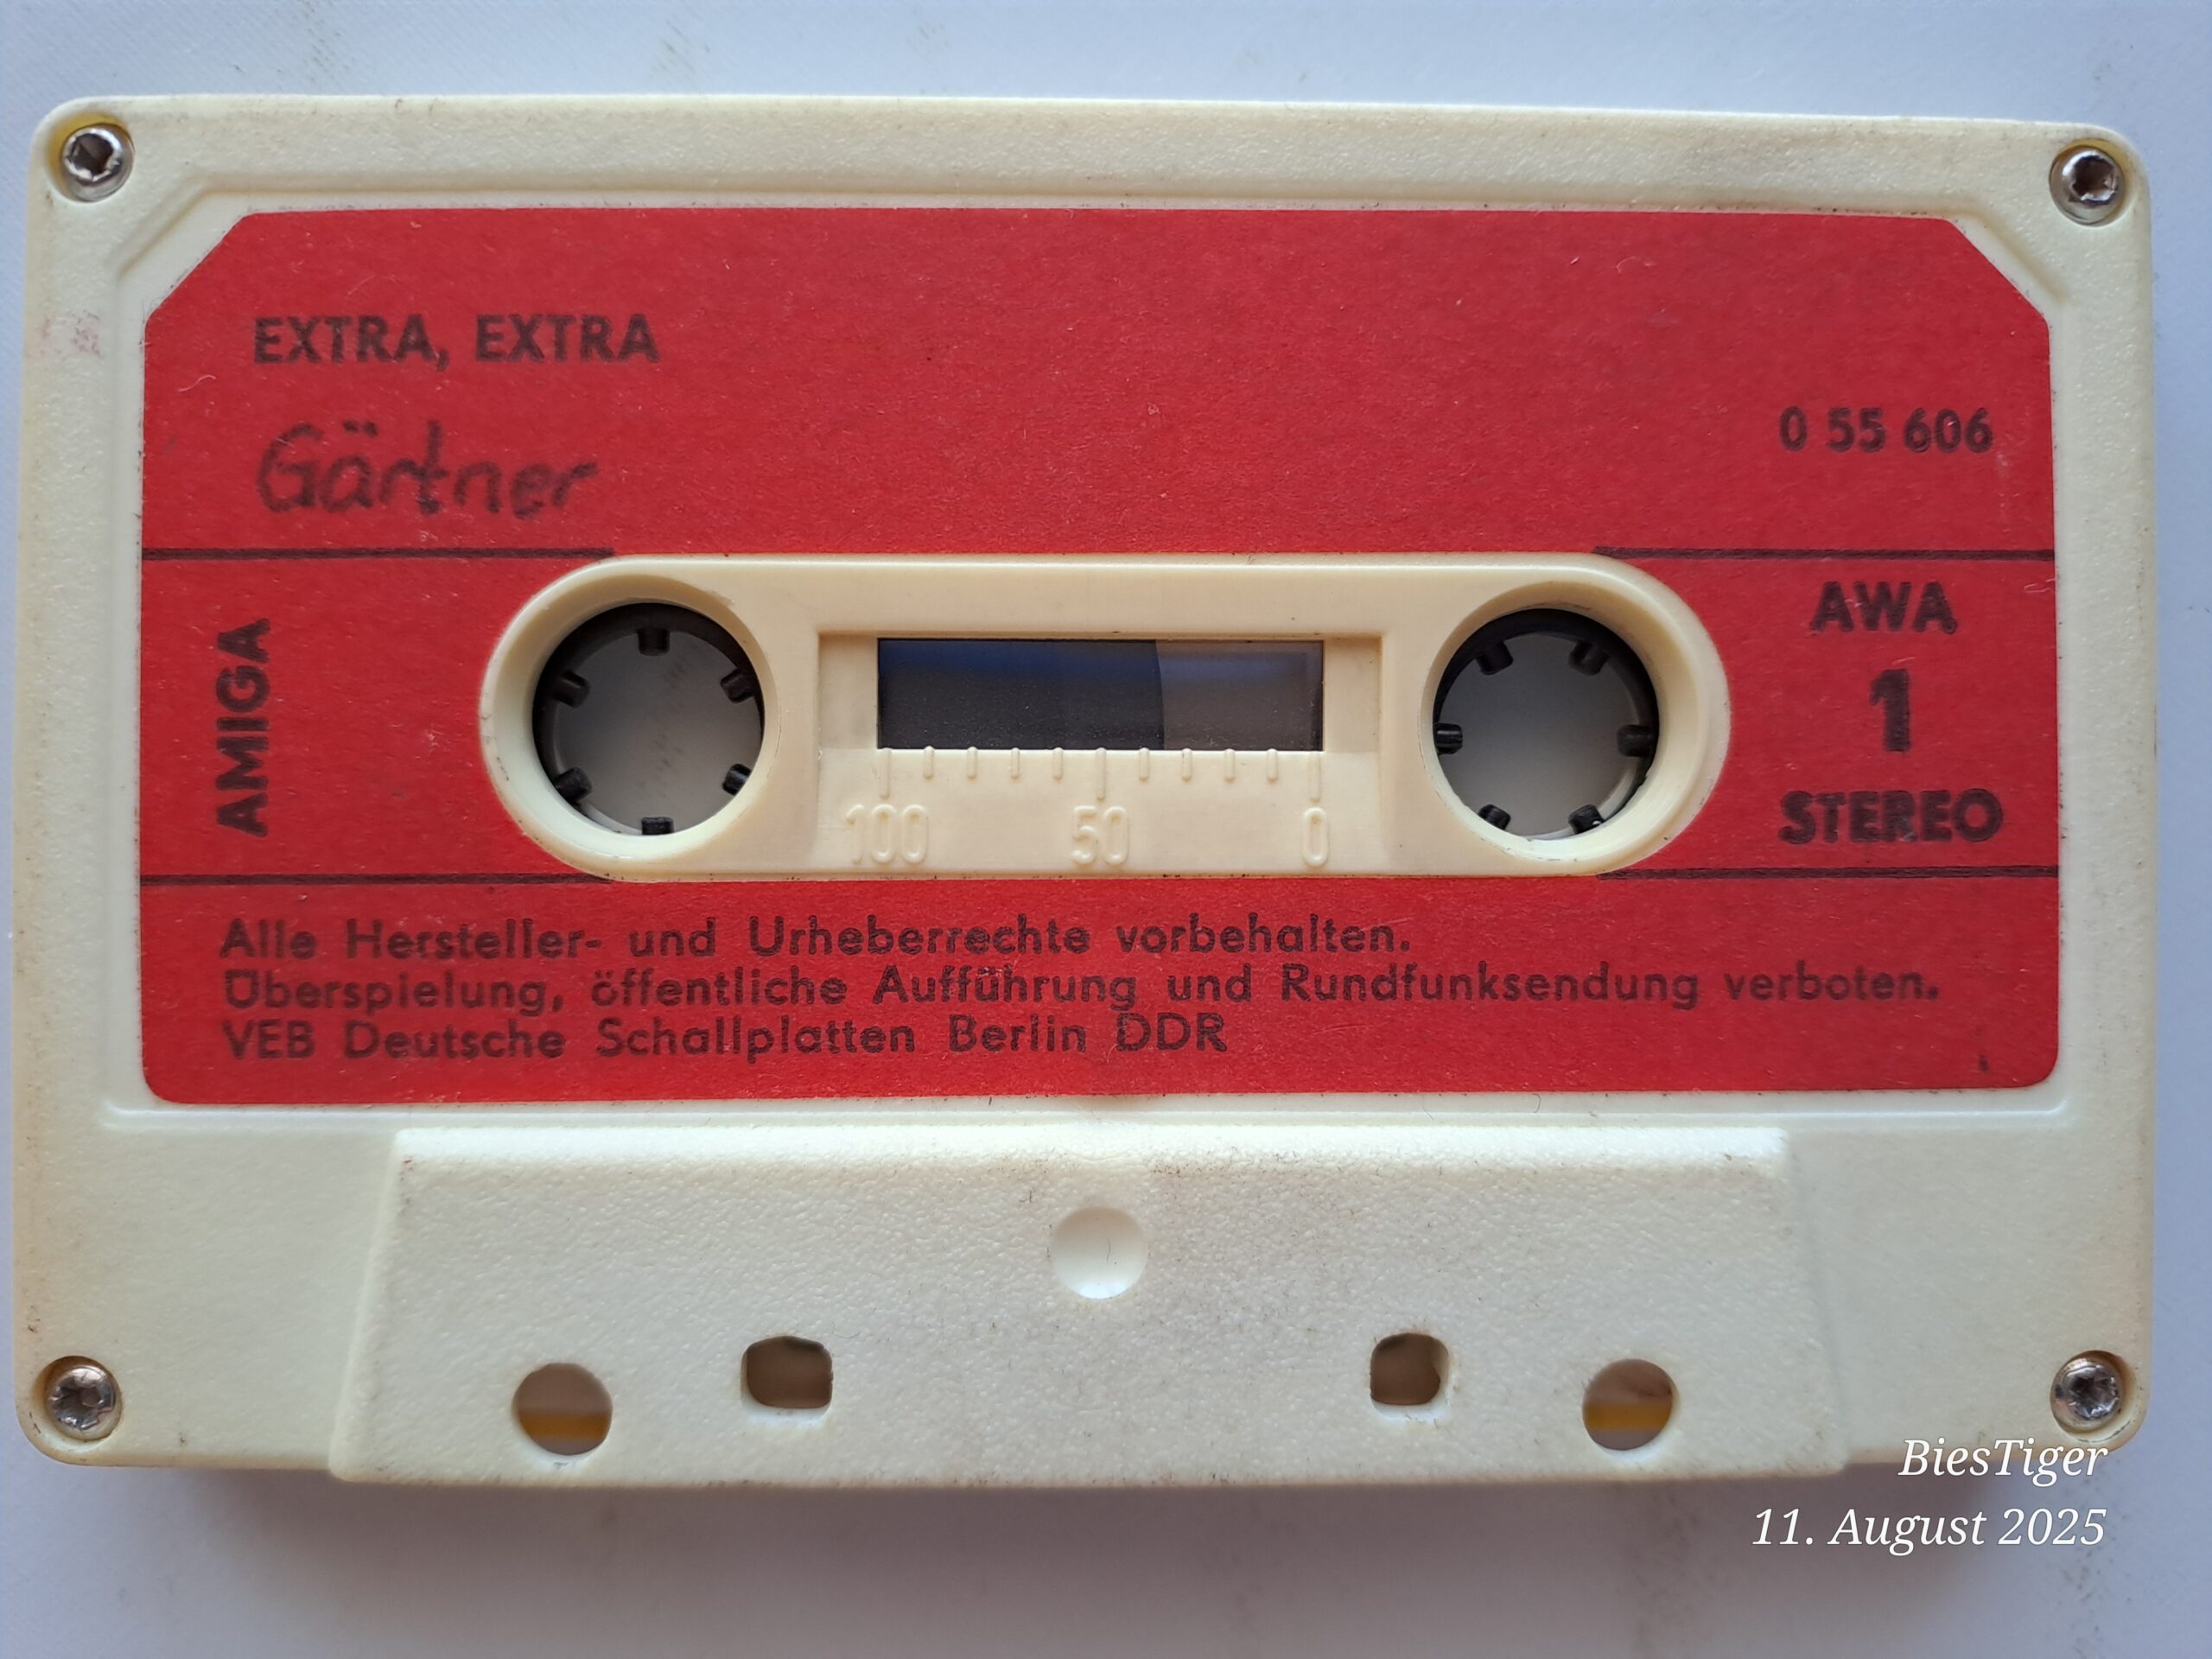 EXTRA, EXTRA
Gärtner
0 55 606
AMIGA
AWA
1
STEREO
100 50 0
Alle Hersteller- und Urheberrechte vorbehalten.
Überspielung, öffentliche Aufführung und Rundfunksendung verboten.
VEB Deutsche Schallplatten Berlin DDR
BiesTiger
11. August 2025